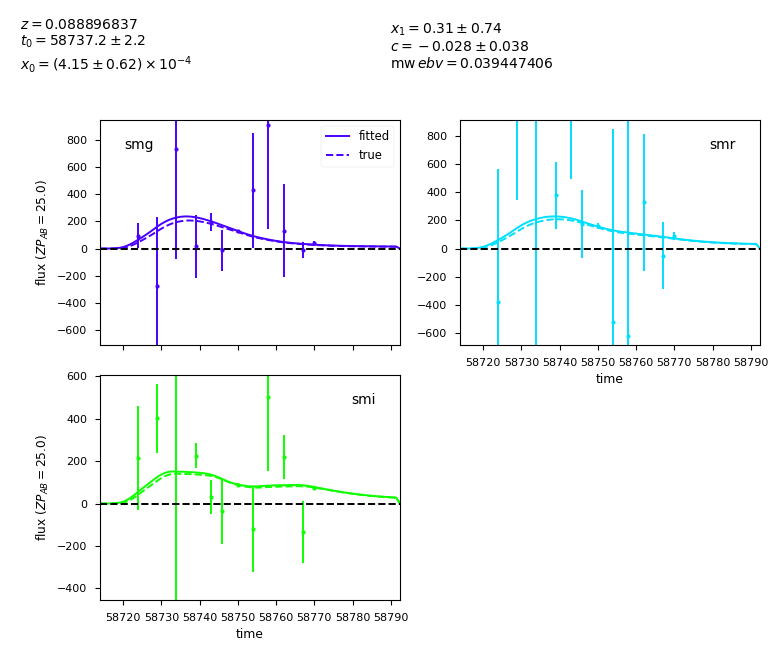 z = 0.088896837
t₀ = 58737.2 ± 2.2
x₀ = (4.15 ± 0.62) × 10⁻⁴
x₁ = 0.31 ± 0.74
c = −0.028 ± 0.038
mw ebv = 0.039447406
smg
fitted
true
800
600
400
200
0
−200
−400
−600
flux (ZP_AB = 25.0)
smr
800
600
400
200
0
−200
−400
−600
58720 58730 58740 58750 58760 58770 58780 58790
time
smi
600
400
200
0
−200
−400
flux (ZP_AB = 25.0)
58720 58730 58740 58750 58760 58770 58780 58790
time